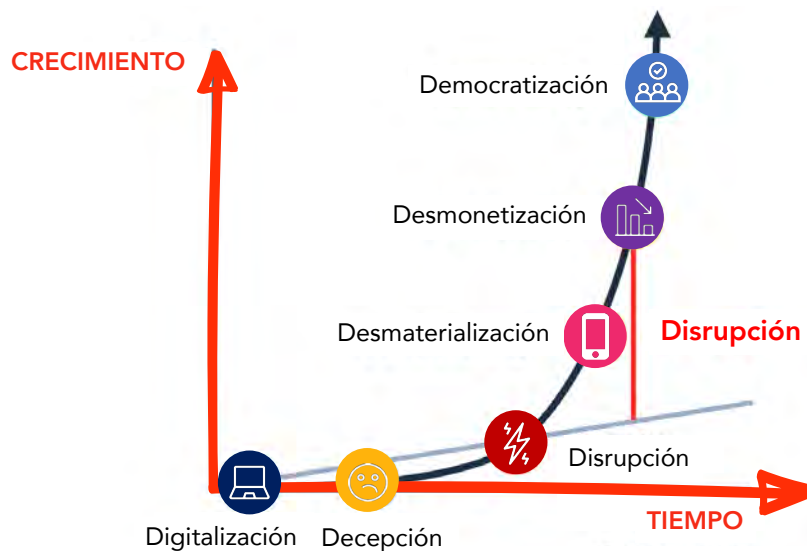 CRECIMIENTO
Democratización
Desmonetización
Desmaterialización
Disrupción
Disrupción
TIEMPO
Digitalización
Decepción